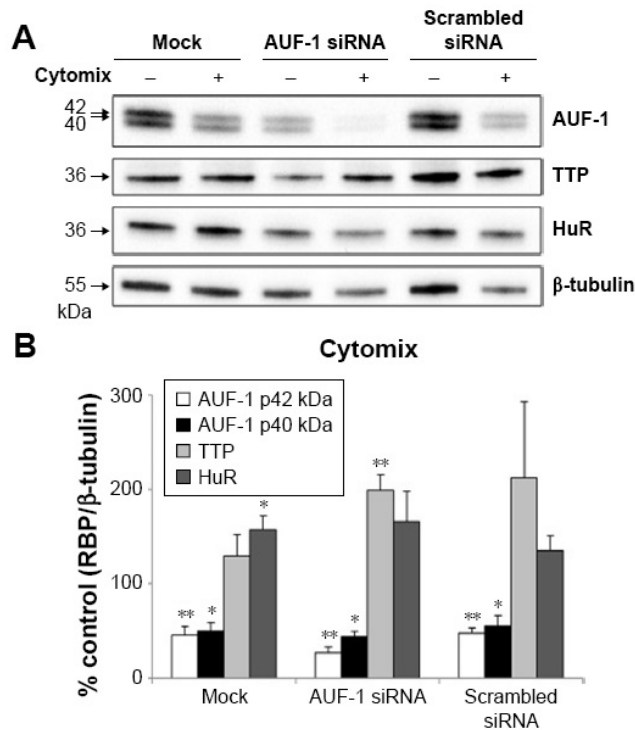 A
Mock
AUF-1 siRNA
Scrambled
siRNA
Cytomix
– + – + – +
42
40
AUF-1
36
TTP
36
HuR
55
β-tubulin
kDa
B
Cytomix
% control (RBP/β-tubulin)
300
200
100
0
AUF-1 p42 kDa
AUF-1 p40 kDa
TTP
HuR
** * *
** * **
** *
Mock
AUF-1 siRNA
Scrambled
siRNA